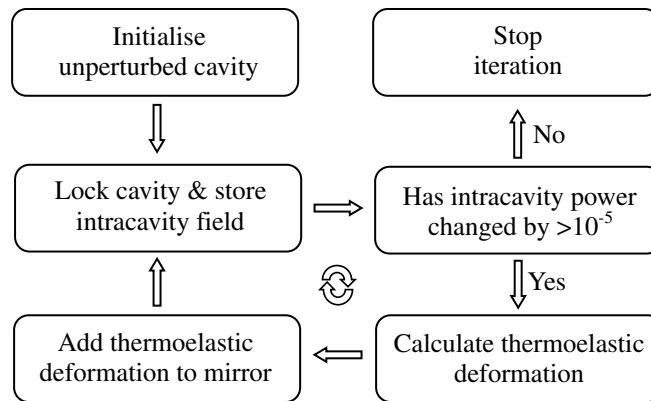 Initialise
unperturbed cavity
Stop
iteration
No
Lock cavity & store
intracavity field
Has intracavity power
changed by >10⁻⁵
Yes
Add thermoelastic
deformation to mirror
Calculate thermoelastic
deformation